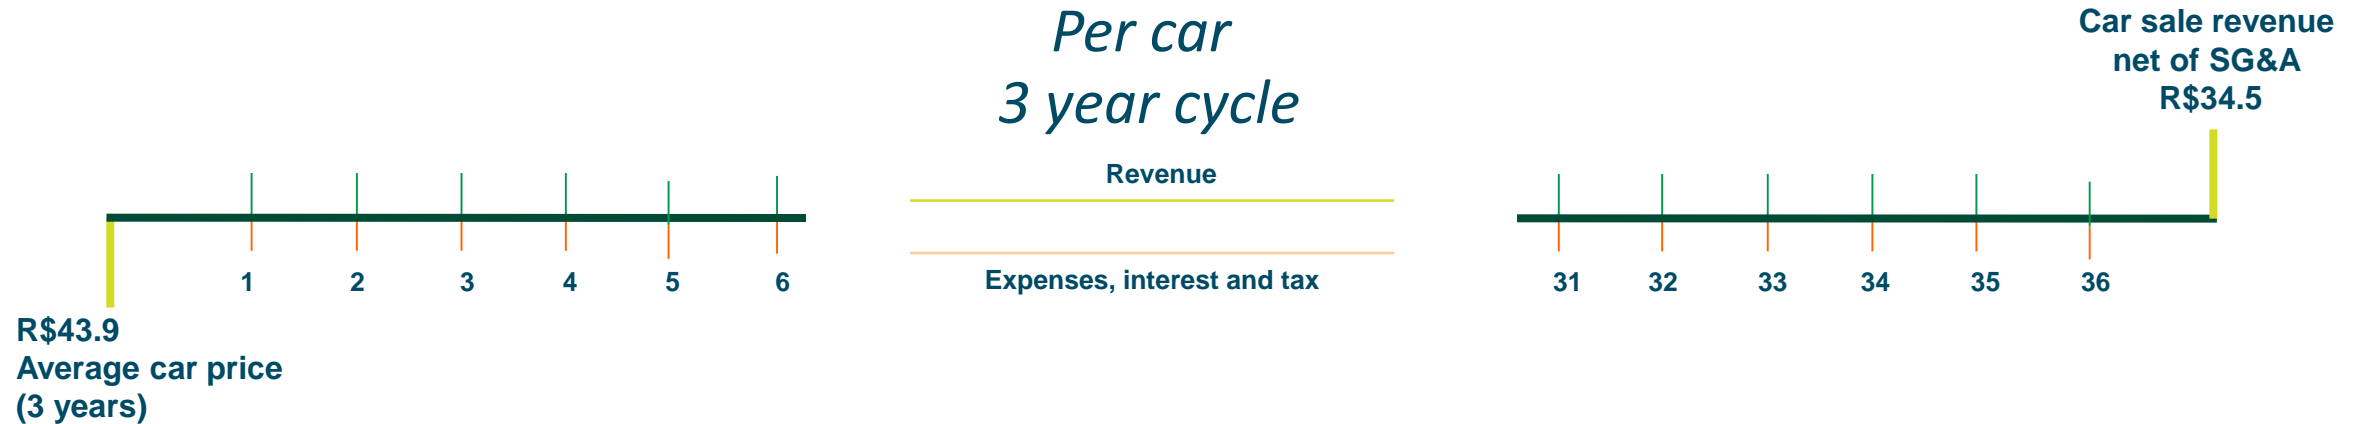 Per car
3 year cycle
Car sale revenue
net of SG&A
R$34.5
Revenue
Expenses, interest and tax
1 2 3 4 5 6
31 32 33 34 35 36
R$43.9
Average car price
(3 years)